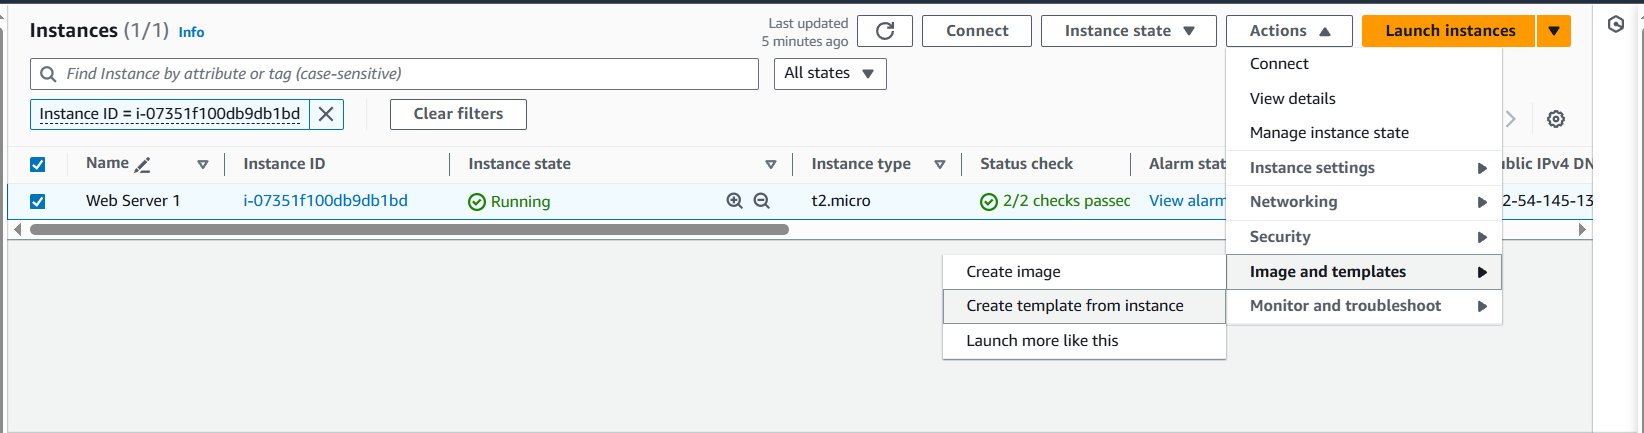 Instances (1/1) Info
Last updated
5 minutes ago
Connect
Instance state
Actions
Launch instances
Find Instance by attribute or tag (case-sensitive)
All states
Instance ID = i-07351f100db9db1bd
Clear filters
Name
Instance ID
Instance state
Instance type
Status check
Alarm stat
ublic IPv4 DN
Web Server 1
i-07351f100db9db1bd
Running
t2.micro
2/2 checks passec
View alarm
2-54-145-13
Connect
View details
Manage instance state
Instance settings
Networking
Security
Image and templates
Monitor and troubleshoot
Create image
Create template from instance
Launch more like this